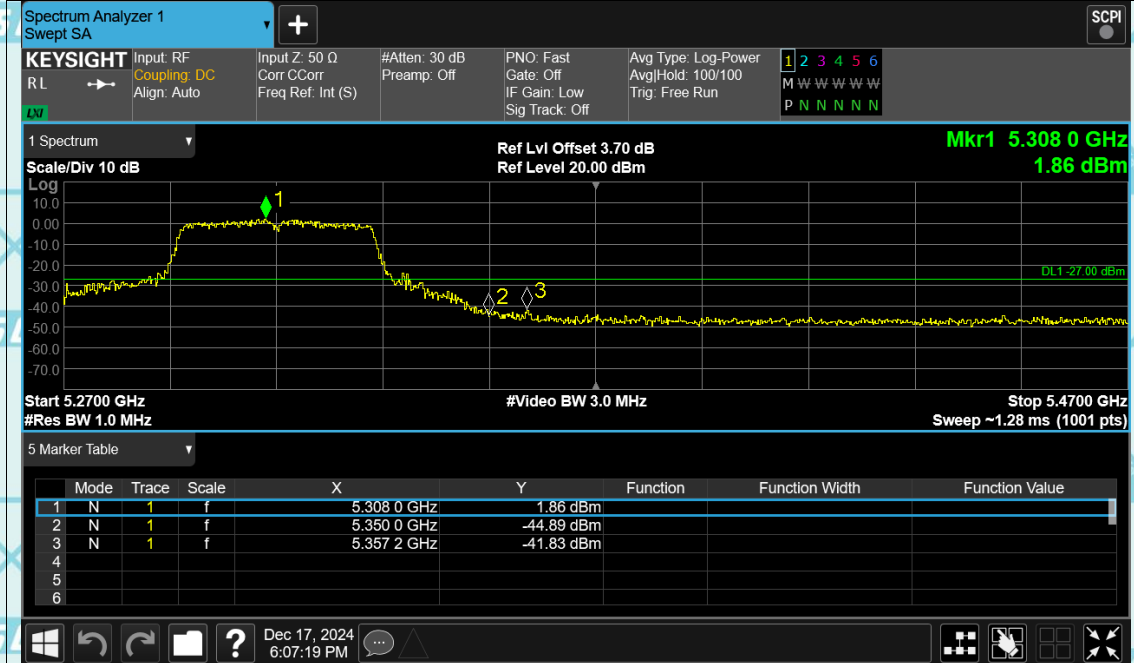 Spectrum Analyzer 1
Swept SA
+
SCPI
KEYSIGHT
RL
LXI
Input: RF
Coupling: DC
Align: Auto
Input Z: 50 Ω
Corr CCorr
Freq Ref: Int (S)
#Atten: 30 dB
Preamp: Off
PNO: Fast
Gate: Off
IF Gain: Low
Sig Track: Off
Avg Type: Log-Power
Avg|Hold: 100/100
Trig: Free Run
1 2 3 4 5 6
M W W W W W
P N N N N N
1 Spectrum
Scale/Div 10 dB
Ref Lvl Offset 3.70 dB
Ref Level 20.00 dBm
Mkr1 5.308 0 GHz
1.86 dBm
Log
10.0
0.00
-10.0
-20.0
-30.0
-40.0
-50.0
-60.0
-70.0
1
2
3
DL1 -27.00 dBm
Start 5.2700 GHz
#Video BW 3.0 MHz
Stop 5.4700 GHz
#Res BW 1.0 MHz
Sweep ~1.28 ms (1001 pts)
5 Marker Table
Mode Trace Scale X Y Function Function Width Function Value
1 N 1 f 5.308 0 GHz 1.86 dBm
2 N 1 f 5.350 0 GHz -44.89 dBm
3 N 1 f 5.357 2 GHz -41.83 dBm
4
5
6
?
Dec 17, 2024
6:07:19 PM